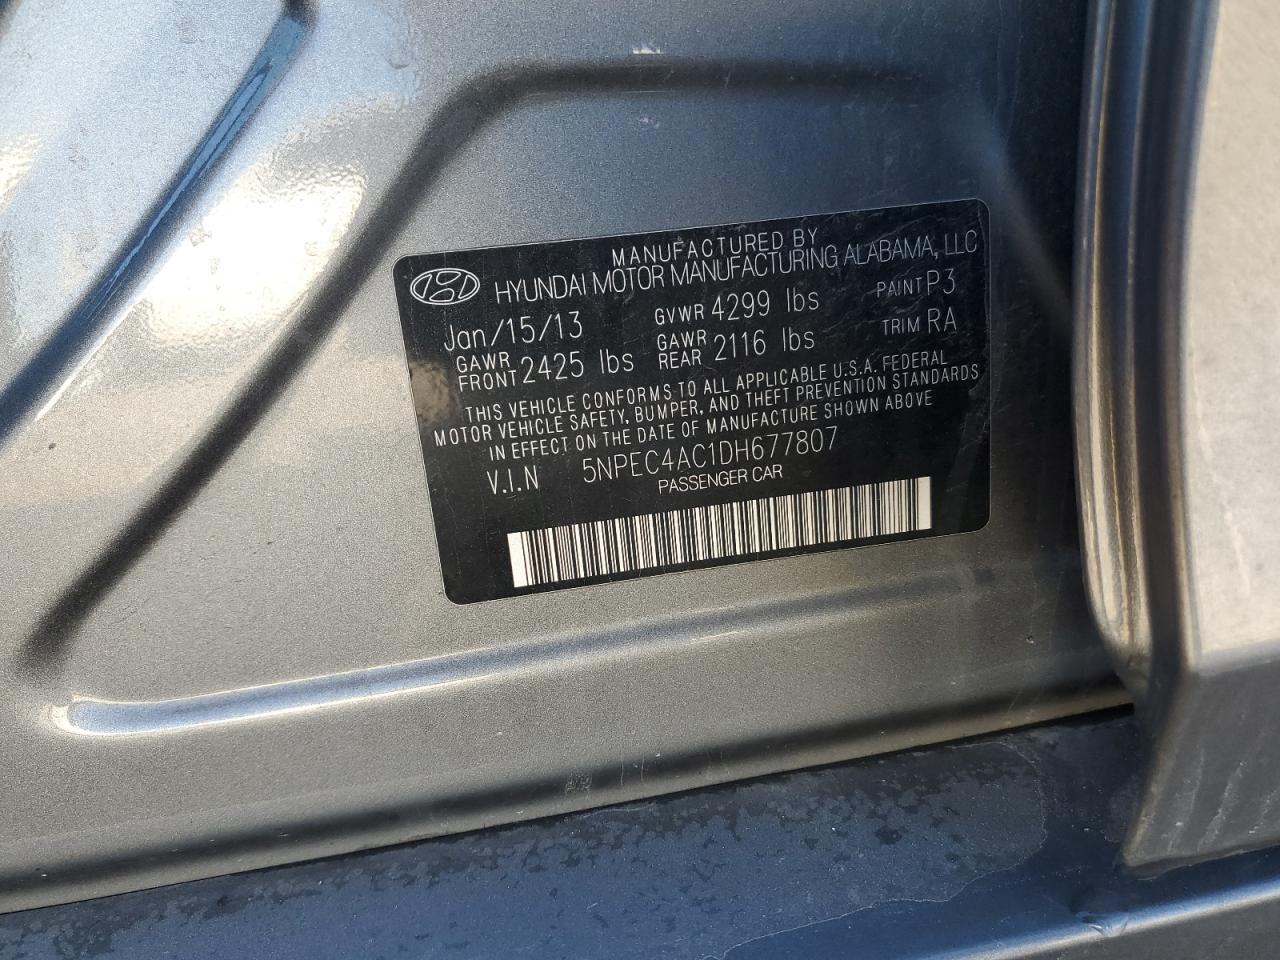 MANUFACTURED BY
HYUNDAI MOTOR MANUFACTURING ALABAMA, LLC
Jan/15/13 GVWR 4299 lbs PAINT P3
GAWR FRONT 2425 lbs GAWR REAR 2116 lbs TRIM RA
THIS VEHICLE CONFORMS TO ALL APPLICABLE U.S.A. FEDERAL
MOTOR VEHICLE SAFETY, BUMPER, AND THEFT PREVENTION STANDARDS
IN EFFECT ON THE DATE OF MANUFACTURE SHOWN ABOVE
V.I.N 5NPEC4AC1DH677807
PASSENGER CAR